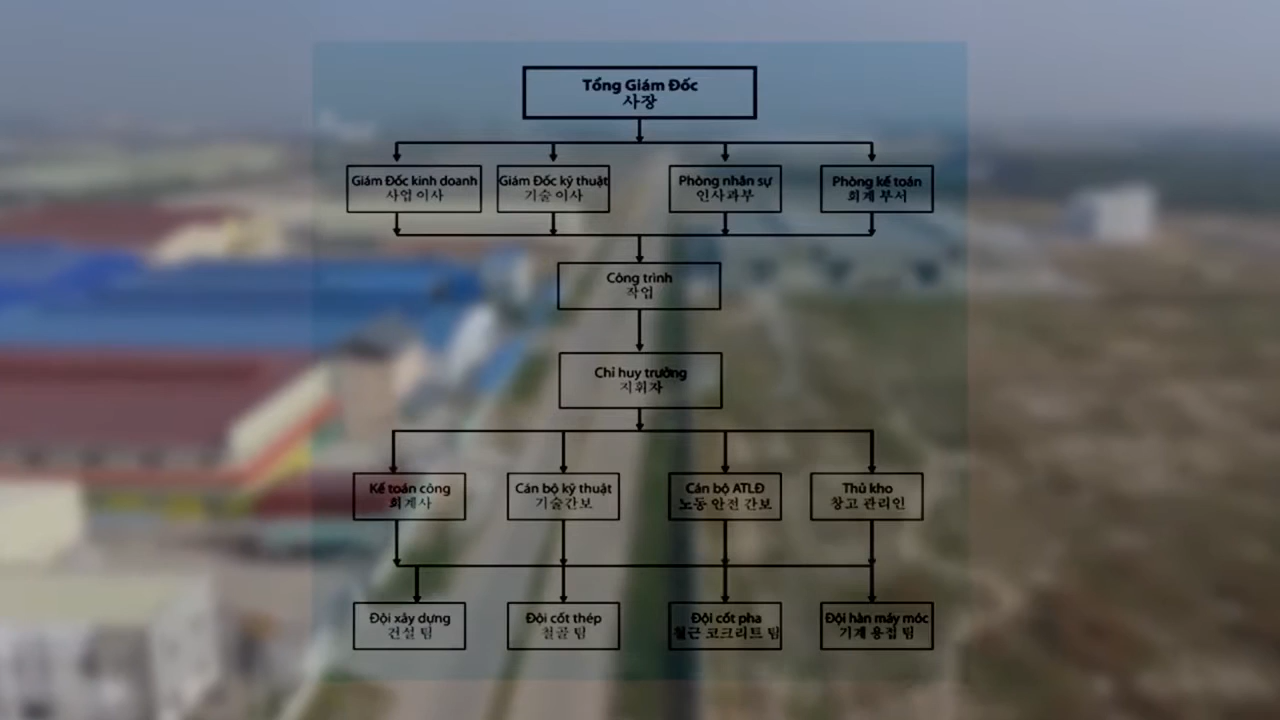 Tổng Giám Đốc
사장
Giám Đốc kinh doanh
사업 이사
Giám Đốc kỹ thuật
기술 이사
Phòng nhân sự
인사과부
Phòng kế toán
회계 부서
Công trình
작업
Chỉ huy trưởng
지휘자
Kế toán công
회계사
Cán bộ kỹ thuật
기술간보
Cán bộ ATLĐ
노동 안전 간보
Thủ kho
창고 관리인
Đội xây dựng
건설 팀
Đội cốt thép
철골 팀
Đội cốt pha
코크리트 팀
Đội hàn máy móc
기계 용접 팀